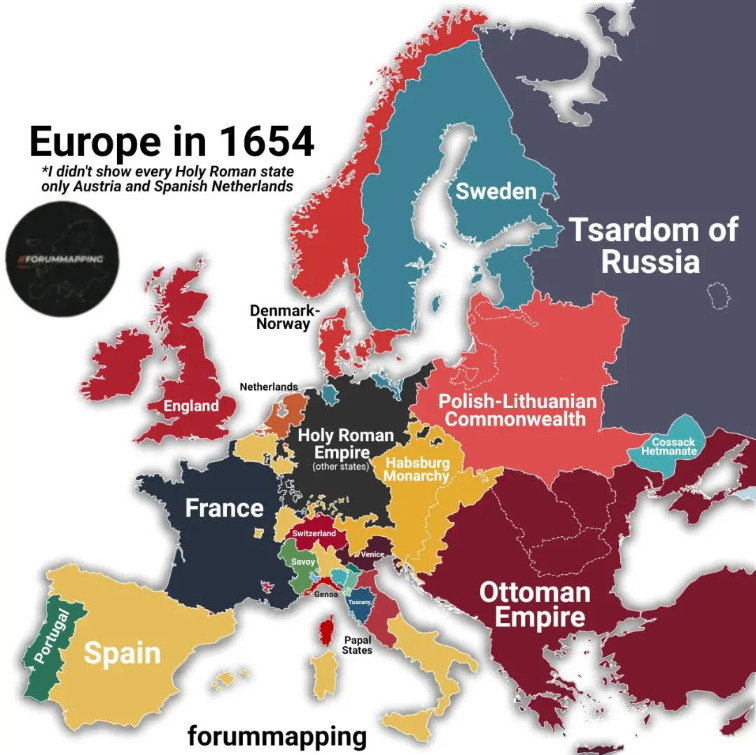 Europe in 1654
*I didn't show every Holy Roman state
only Austria and Spanish Netherlands
//FORUMMAPPING
Sweden
Tsardom of
Russia
Denmark-
Norway
Netherlands
England
Polish-Lithuanian
Commonwealth
Holy Roman
Empire
(other states)
Habsburg
Monarchy
Cossack
Hetmanate
France
Switzerland
Savoy
Venice
Genoa
Tuscany
Ottoman
Empire
Portugal
Spain
Papal
States
forummapping